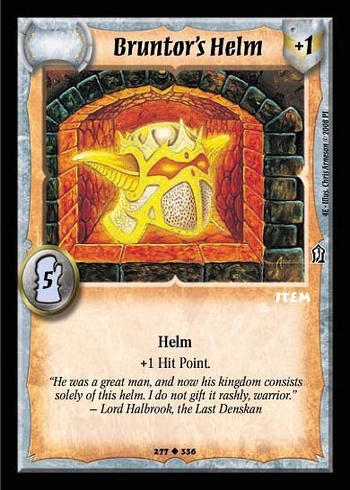 Bruntor's Helm
+1
4E • Illus. Chris Arneson © 2008 PI
5
ITEM
Helm
+1 Hit Point.
“He was a great man, and now his kingdom consists
solely of this helm. I do not gift it rashly, warrior.”
– Lord Halbrook, the Last Denskan
277 ◆ 336